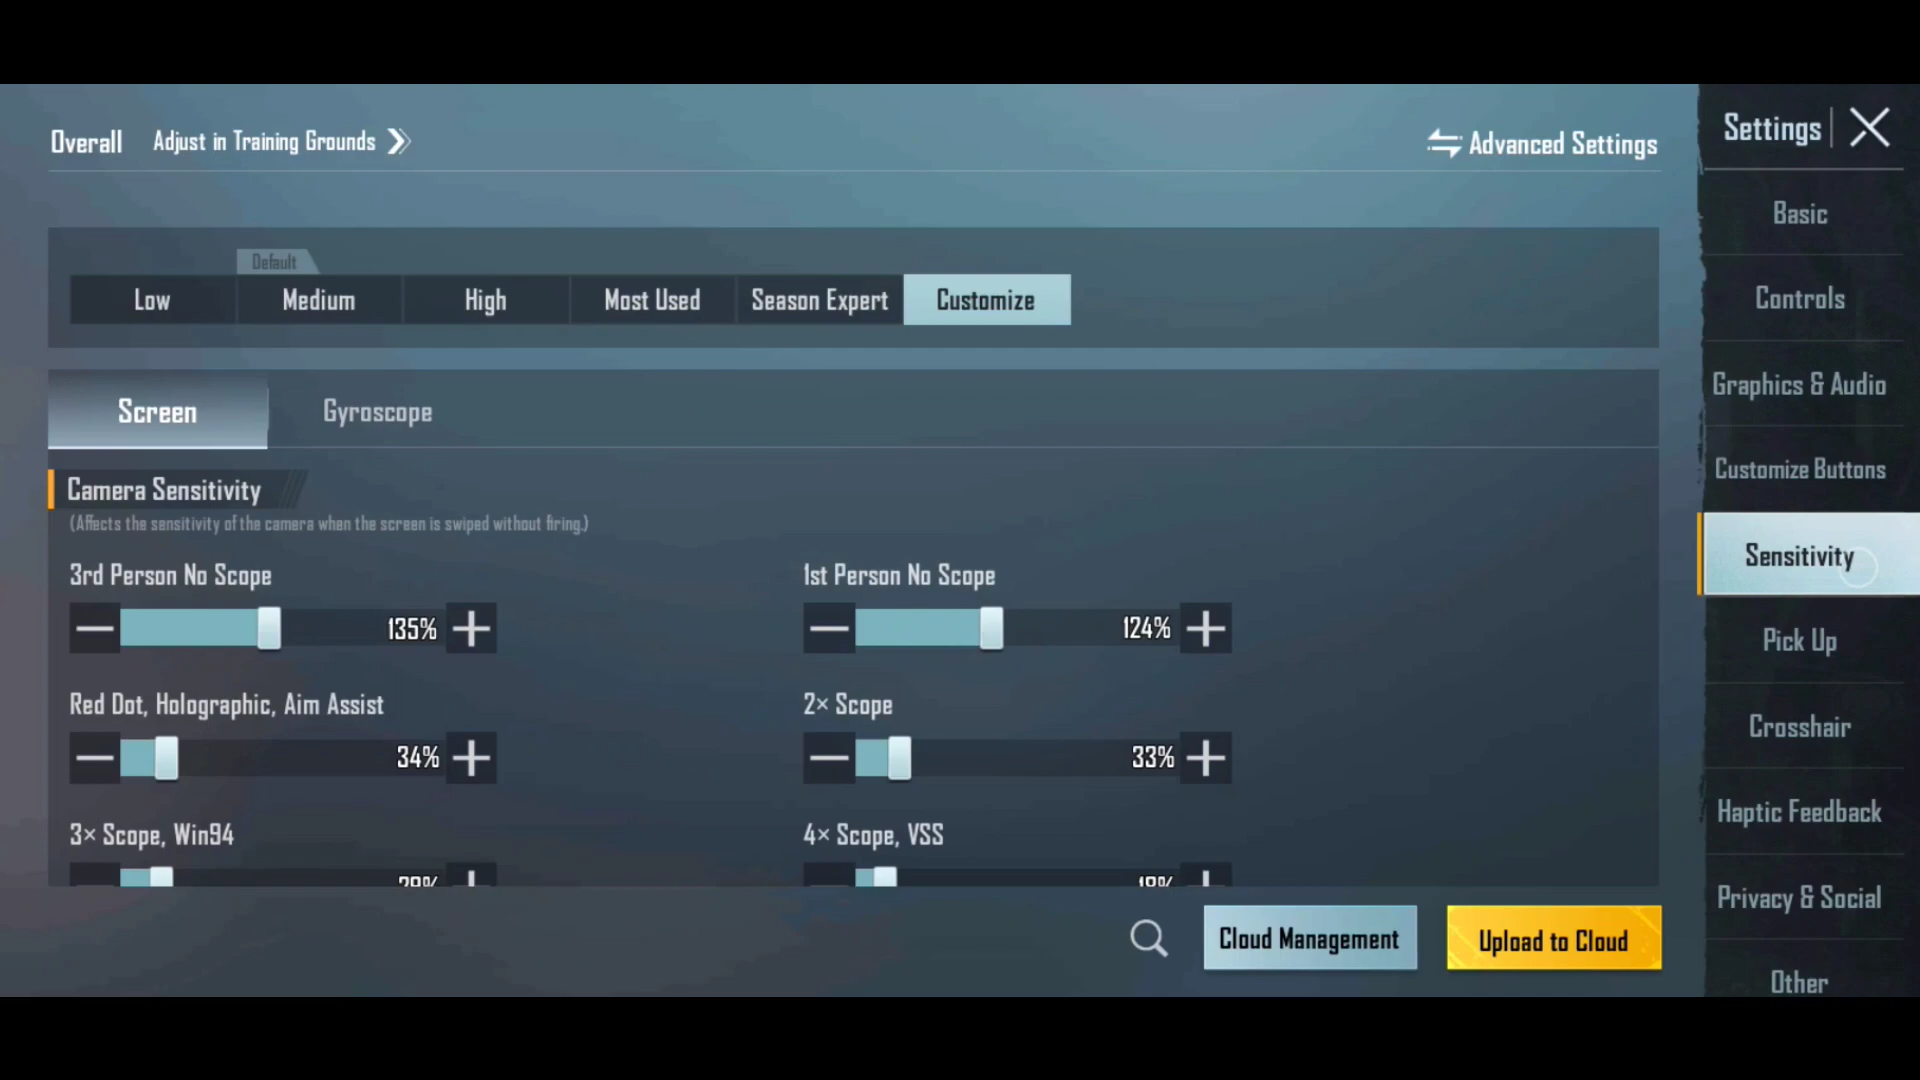 Overall Adjust in Training Grounds
Advanced Settings
Settings
Default
Low Medium High Most Used Season Expert Customize
Screen Gyroscope
Camera Sensitivity
(Affects the sensitivity of the camera when the screen is swiped without firing.)
3rd Person No Scope
135%
1st Person No Scope
124%
Red Dot, Holographic, Aim Assist
34%
2× Scope
33%
3× Scope, Win94
4× Scope, VSS
Cloud Management
Upload to Cloud
Basic
Controls
Graphics & Audio
Customize Buttons
Sensitivity
Pick Up
Crosshair
Haptic Feedback
Privacy & Social
Other